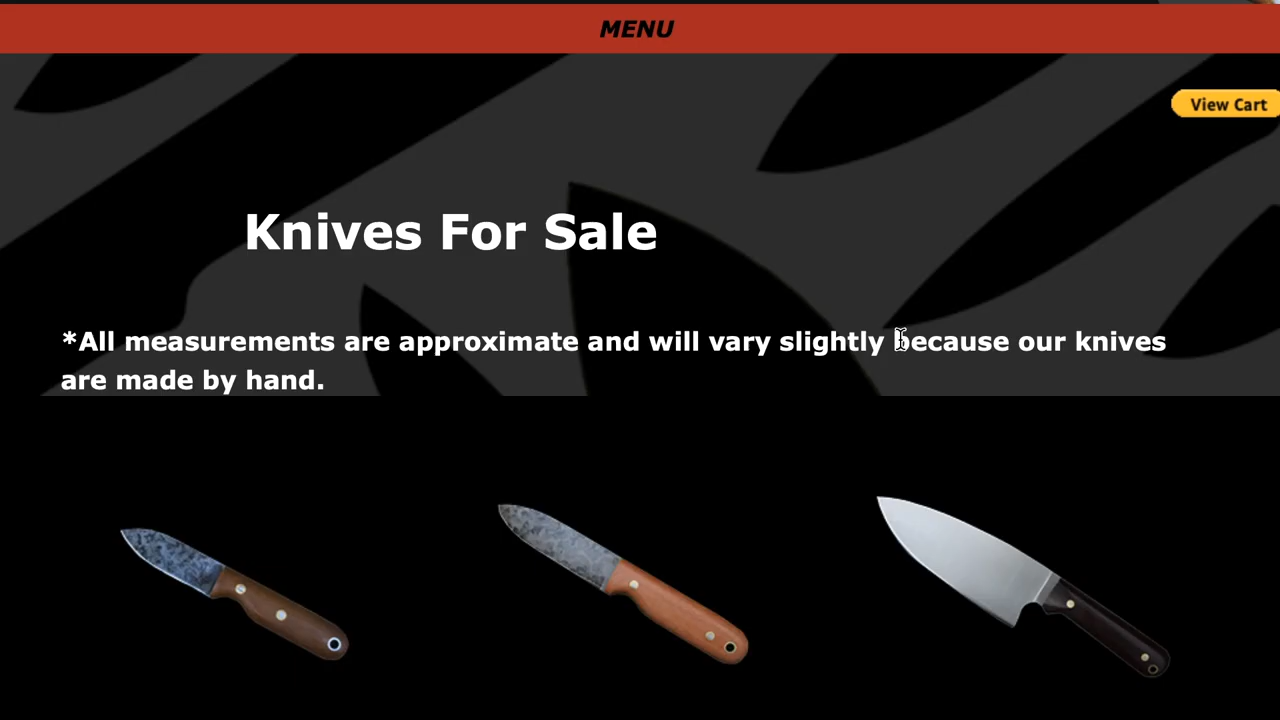 MENU
View Cart
Knives For Sale
*All measurements are approximate and will vary slightly because our knives
are made by hand.